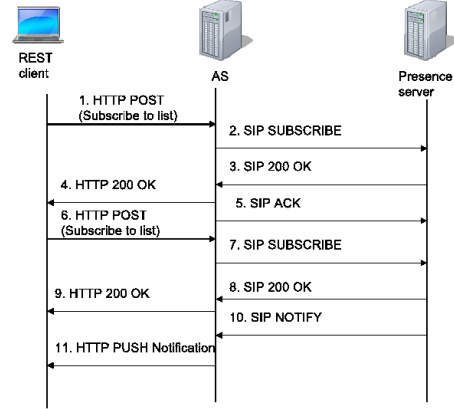 REST
client
AS
Presence
server
1. HTTP POST
(Subscribe to list)
2. SIP SUBSCRIBE
3. SIP 200 OK
4. HTTP 200 OK
5. SIP ACK
6. HTTP POST
(Subscribe to list)
7. SIP SUBSCRIBE
8. SIP 200 OK
9. HTTP 200 OK
10. SIP NOTIFY
11. HTTP PUSH Notification